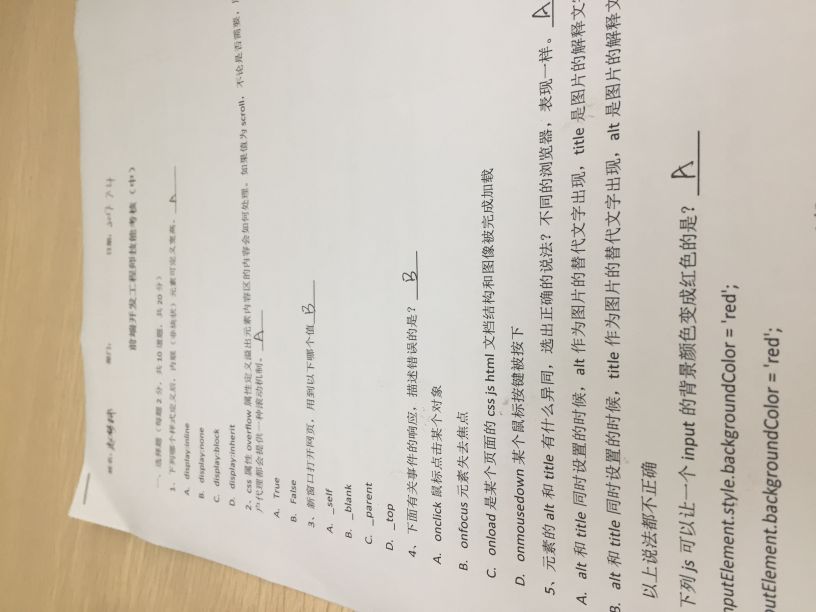 姓名:
部门:
日期: 2017.7.4
前端开发工程师技能考核（中）
一、选择题（每题 2 分，共 10 道题，共 20 分）
1、下列哪个样式定义后，内联（非块状）元素可定义宽高。 A
A. display:inline
B. display:none
C. display:block
D. display:inherit
2、css 属性 overflow 属性定义溢出元素内容区的内容会如何处理。如果值为 scroll，不论是否需要，
户代理都会提供一种滚动机制。 A
A. True
B. False
3、新窗口打开网页，用到以下哪个值 B
A. _self
B. _blank
C. _parent
D. _top
4、下面有关事件的响应，描述错误的是？ B
A. onclick 鼠标点击某个对象
B. onfocus 元素失去焦点
C. onload 是某个页面的 css js html 文档结构和图像被完成加载
D. onmousedown 某个鼠标按键被按下
5、元素的 alt 和 title 有什么异同，选出正确的说法？不同的浏览器，表现一样。 A
A. alt 和 title 同时设置的时候，alt 作为图片的替代文字出现，title 是图片的解释文
B. alt 和 title 同时设置的时候，title 作为图片的替代文字出现，alt 是图片的解释文
以上说法都不正确
下列 js 可以让一个 input 的背景颜色变成红色的是？ A
nputElement.style.backgroundColor = 'red';
utElement.backgroundColor = 'red';